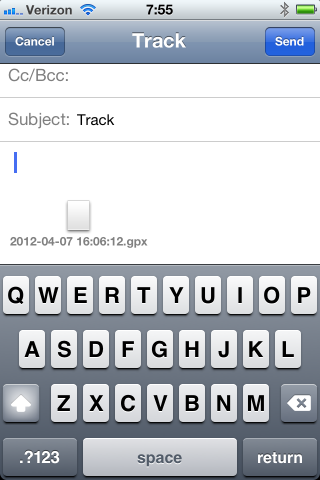 Verizon 7:55
Cancel Track Send
Cc/Bcc:
Subject: Track
2012-04-07 16:06:12.gpx
Q W E R T Y U I O P
A S D F G H J K L
Z X C V B N M
.?123 space return